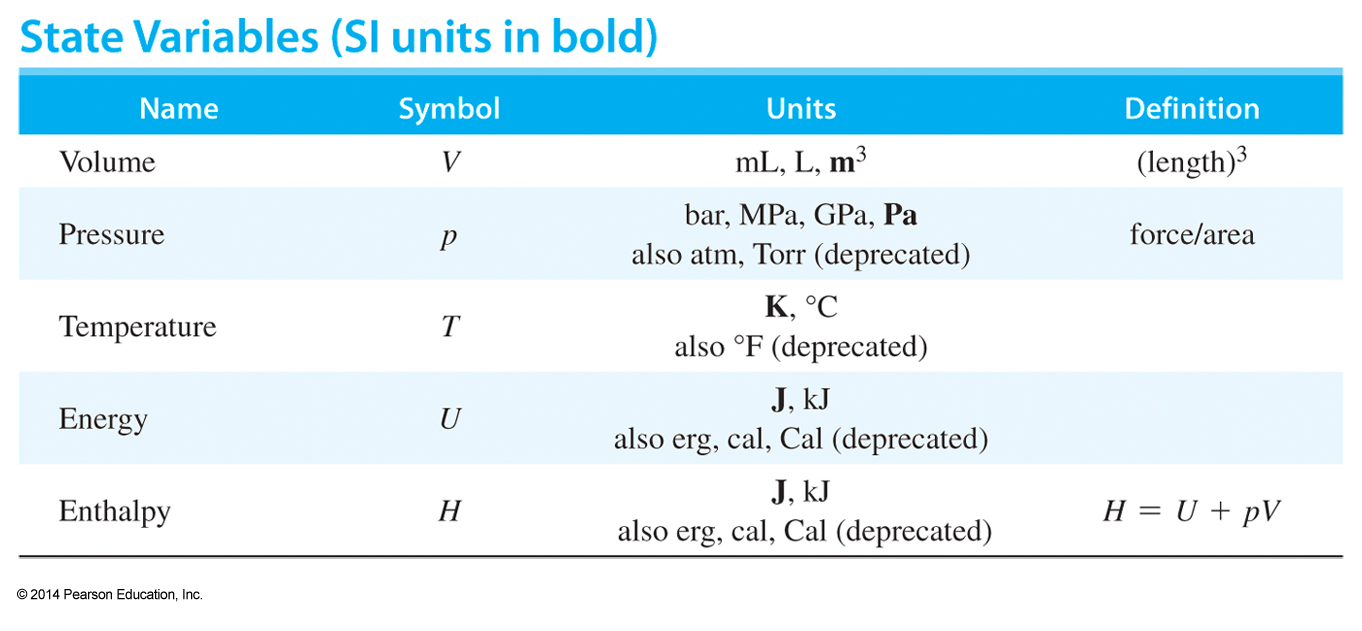 State Variables (SI units in bold)
Name Symbol Units Definition
Volume V mL, L, m³ (length)³
Pressure p bar, MPa, GPa, Pa force/area
also atm, Torr (deprecated)
Temperature T K, °C
also °F (deprecated)
Energy U J, kJ
also erg, cal, Cal (deprecated)
Enthalpy H J, kJ H = U + pV
also erg, cal, Cal (deprecated)
© 2014 Pearson Education, Inc.